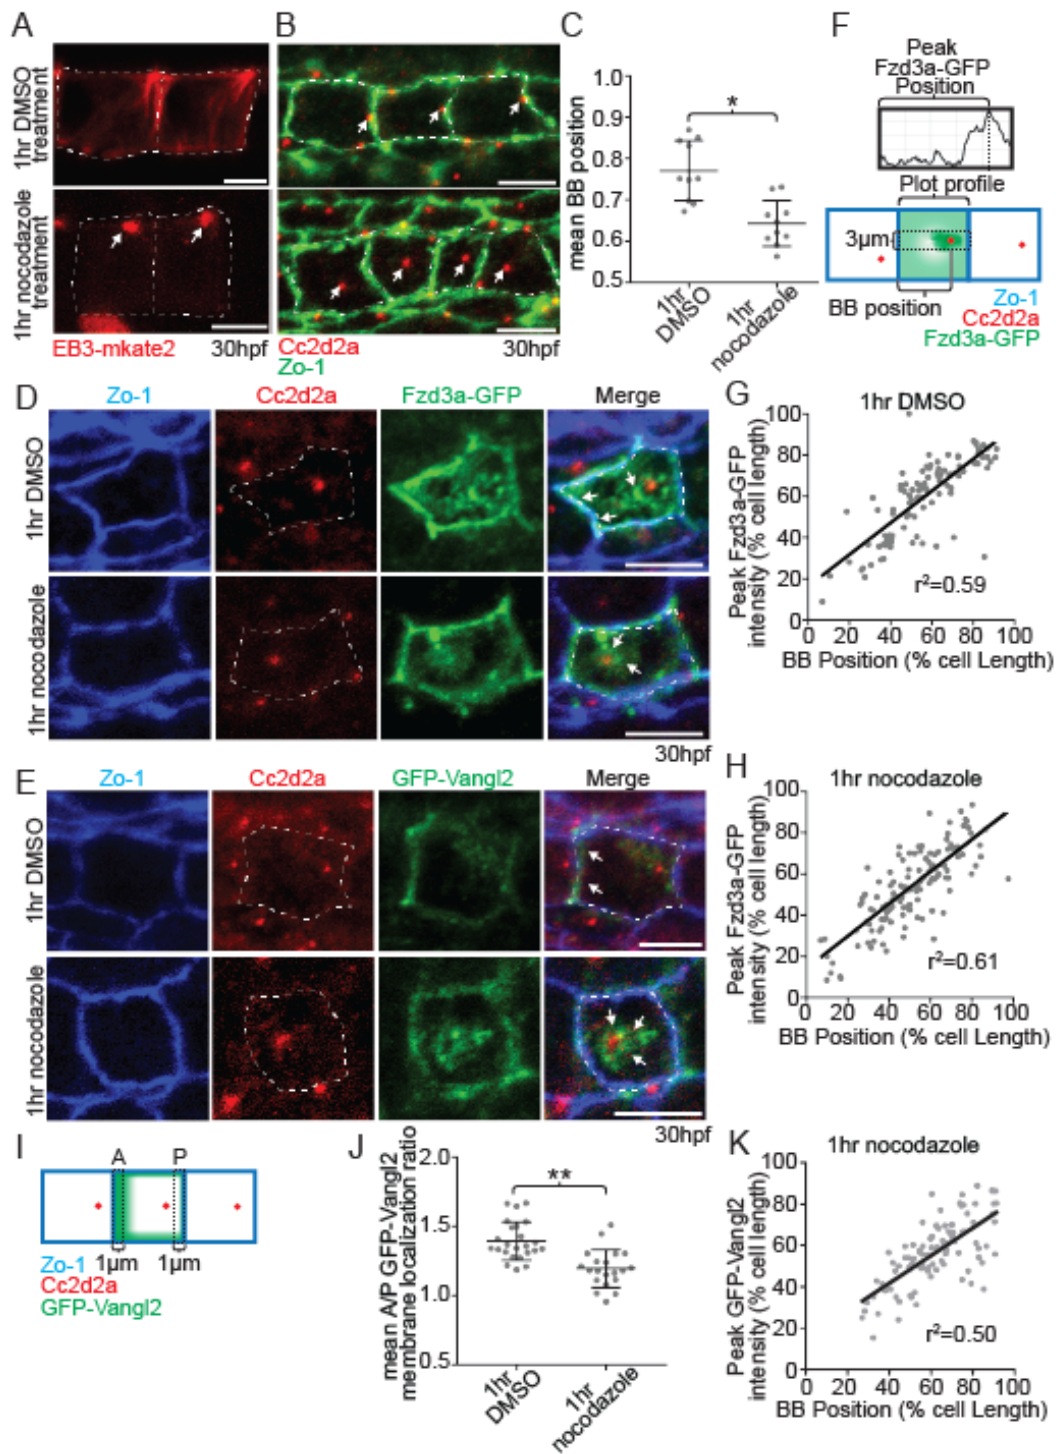 A
1hr DMSO
treatment
1hr nocodazole
treatment
EB3-mkate2
30hpf
B
Cc2d2a
Zo-1
30hpf
C
mean BB position
1.0
0.9
0.8
0.7
0.6
0.5
*
1hr
DMSO
1hr
nocodazole
F
Peak
Fzd3a-GFP
Position
Plot profile
3µm
BB position
Zo-1
Cc2d2a
Fzd3a-GFP
D
Zo-1
Cc2d2a
Fzd3a-GFP
Merge
1hr DMSO
1hr nocodazole
30hpf
G
1hr DMSO
Peak Fzd3a-GFP
intensity (% cell length)
100
80
60
40
20
0
r²=0.59
0 20 40 60 80 100
BB Position (% cell Length)
E
Zo-1
Cc2d2a
GFP-Vangl2
Merge
1hr DMSO
1hr nocodazole
30hpf
H
1hr nocodazole
Peak Fzd3a-GFP
intensity (% cell length)
100
80
60
40
20
0
r²=0.61
0 20 40 60 80 100
BB Position (% cell Length)
I
A
P
1µm
1µm
Zo-1
Cc2d2a
GFP-Vangl2
J
mean A/P GFP-Vangl2
membrane localization ratio
2.0
1.5
1.0
0.5
**
1hr
DMSO
1hr
nocodazole
K
1hr nocodazole
Peak GFP-Vangl2
intensity (% cell length)
100
80
60
40
20
0
r²=0.50
0 20 40 60 80 100
BB Position (% cell Length)